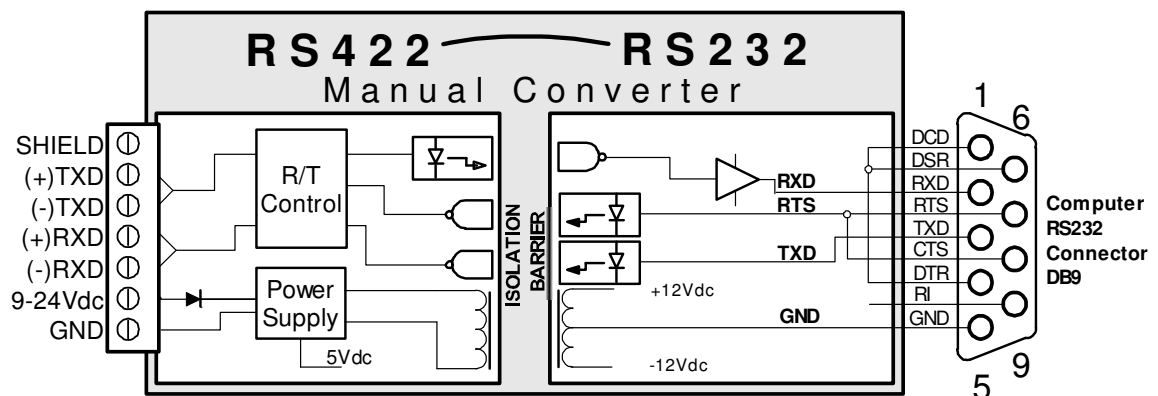 RS422 RS232
Manual Converter
SHIELD
(+)TXD
(-)TXD
(+)RXD
(-)RXD
9-24Vdc
GND
R/T
Control
Power
Supply
5Vdc
ISOLATION
BARRIER
RXD
RTS
TXD
+12Vdc
GND
-12Vdc
DCD
DSR
RXD
RTS
TXD
CTS
DTR
RI
GND
1
6
5
9
Computer
RS232
Connector
DB9